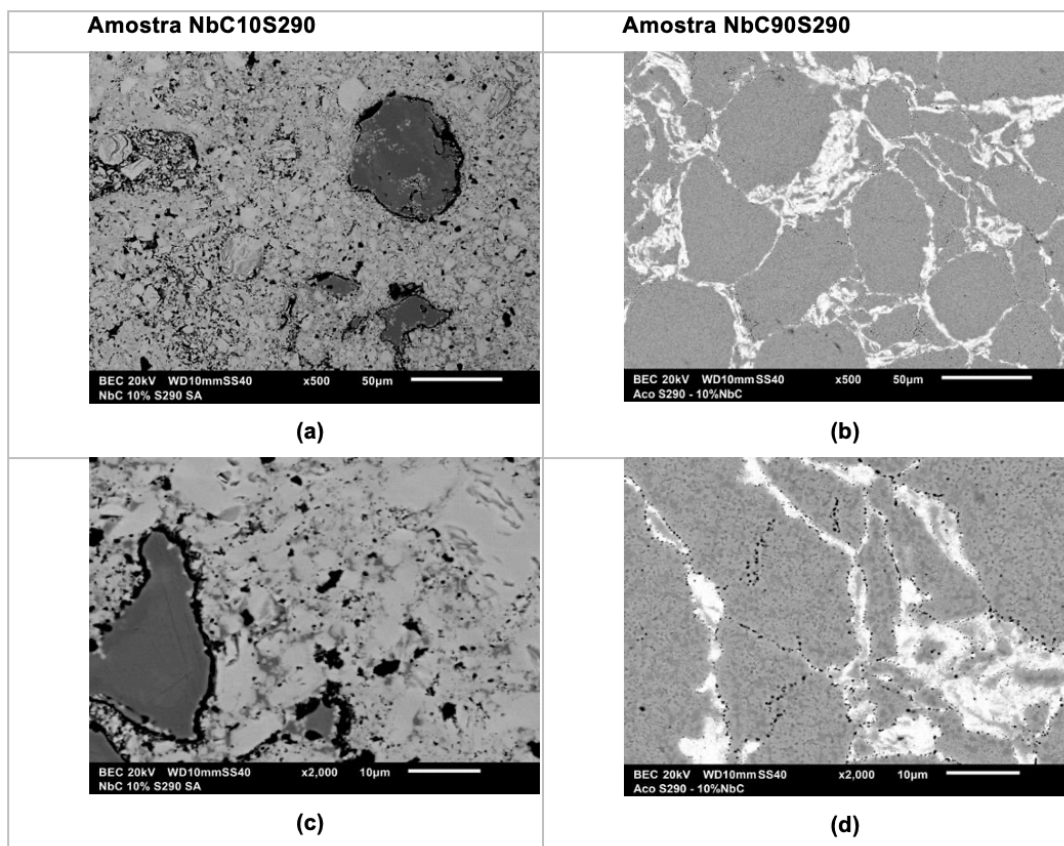 Amostra NbC10S290
Amostra NbC90S290
BEC 20kV WD10mmSS40 x500 50µm
NbC 10% S290 SA
BEC 20kV WD10mmSS40 x500 50µm
Aco S290 - 10%NbC
(a)
(b)
BEC 20kV WD10mmSS40 x2,000 10µm
NbC 10% S290 SA
BEC 20kV WD10mmSS40 x2,000 10µm
Aco S290 - 10%NbC
(c)
(d)